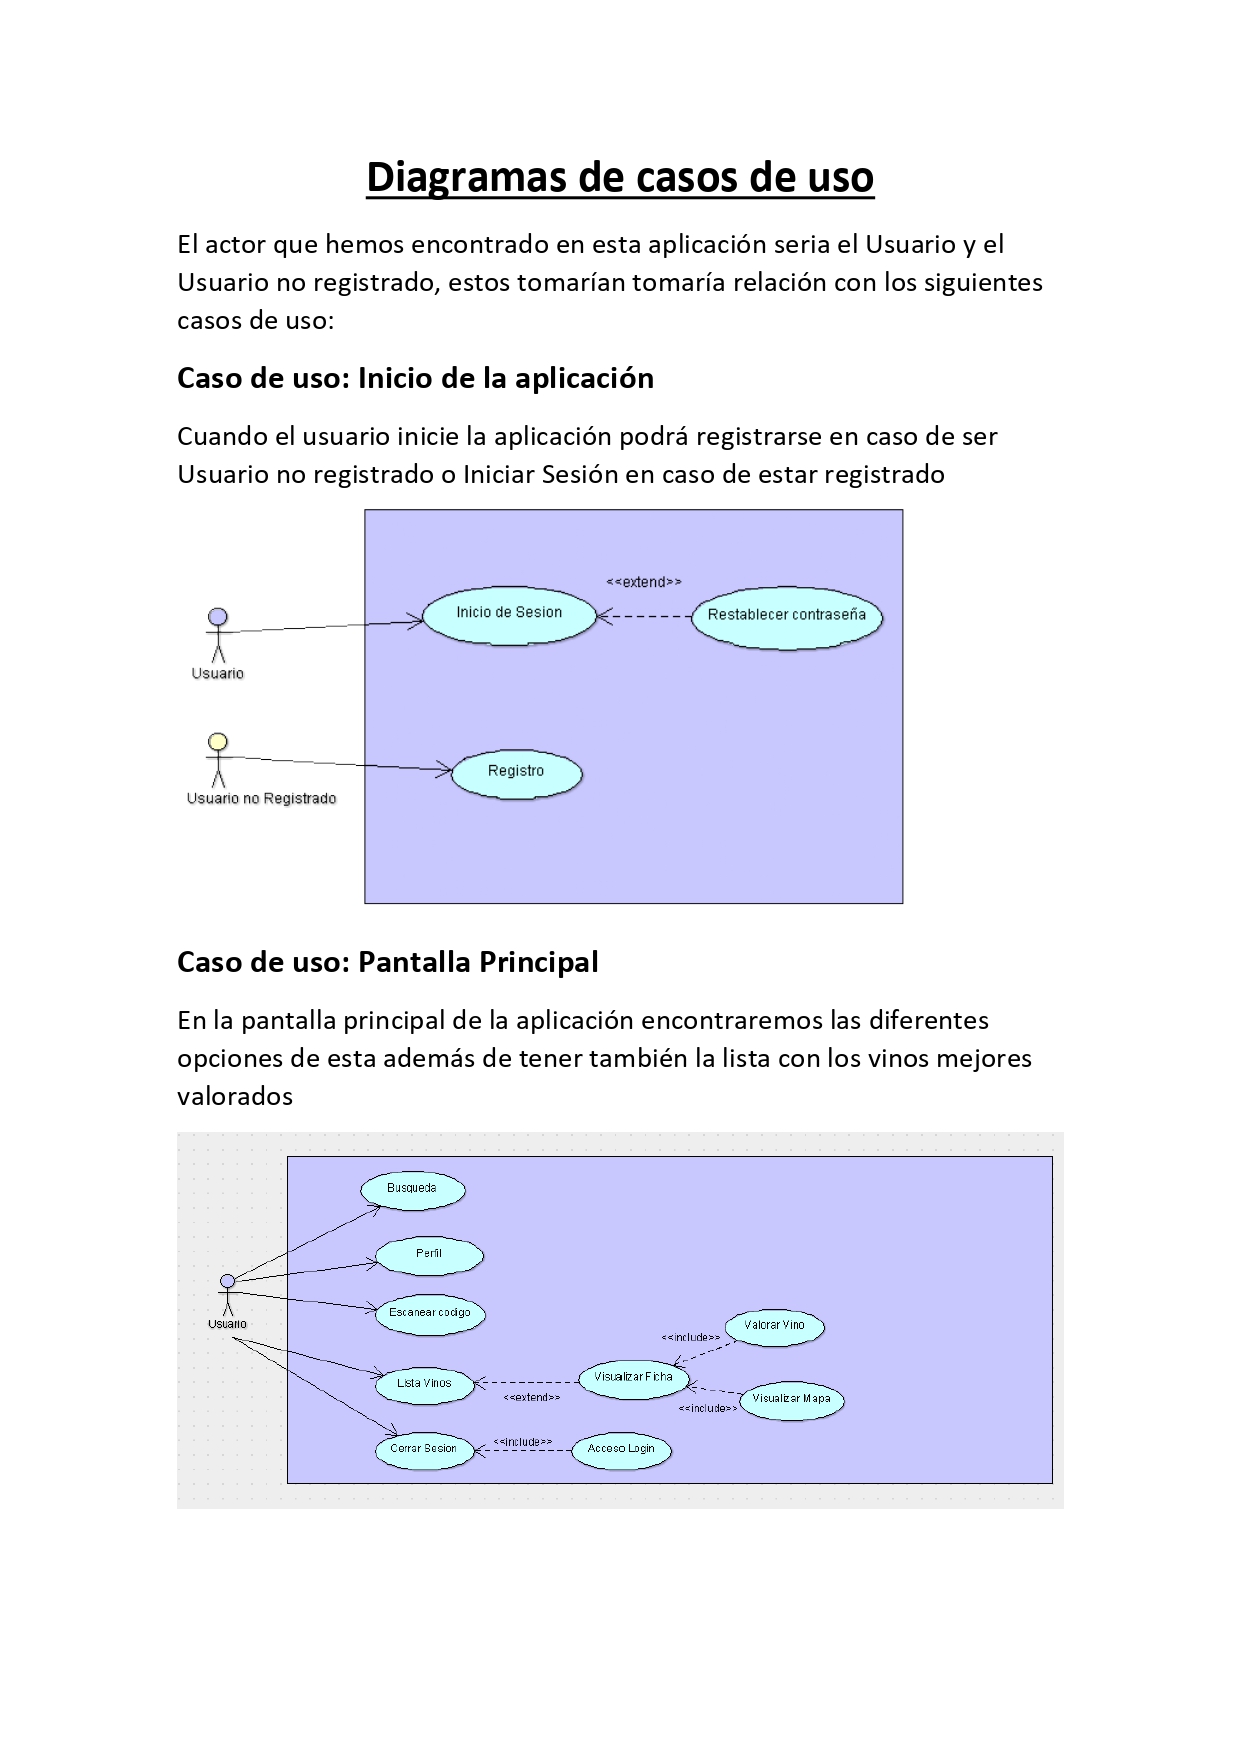 Diagramas de casos de uso
El actor que hemos encontrado en esta aplicación seria el Usuario y el
Usuario no registrado, estos tomarían tomaría relación con los siguientes
casos de uso:
Caso de uso: Inicio de la aplicación
Cuando el usuario inicie la aplicación podrá registrarse en caso de ser
Usuario no registrado o Iniciar Sesión en caso de estar registrado
<<extend>>
Inicio de Sesion
Restablecer contraseña
Usuario
Registro
Usuario no Registrado
Caso de uso: Pantalla Principal
En la pantalla principal de la aplicación encontraremos las diferentes
opciones de esta además de tener también la lista con los vinos mejores
valorados
Busqueda
Perfil
Escanear codigo
Usuario
Valorar Vino
<<include>>
Visualizar Ficha
Lista Vinos
<<extend>>
Visualizar Mapa
<<include>>
<<include>>
Cerrar Sesion
Acceso Login